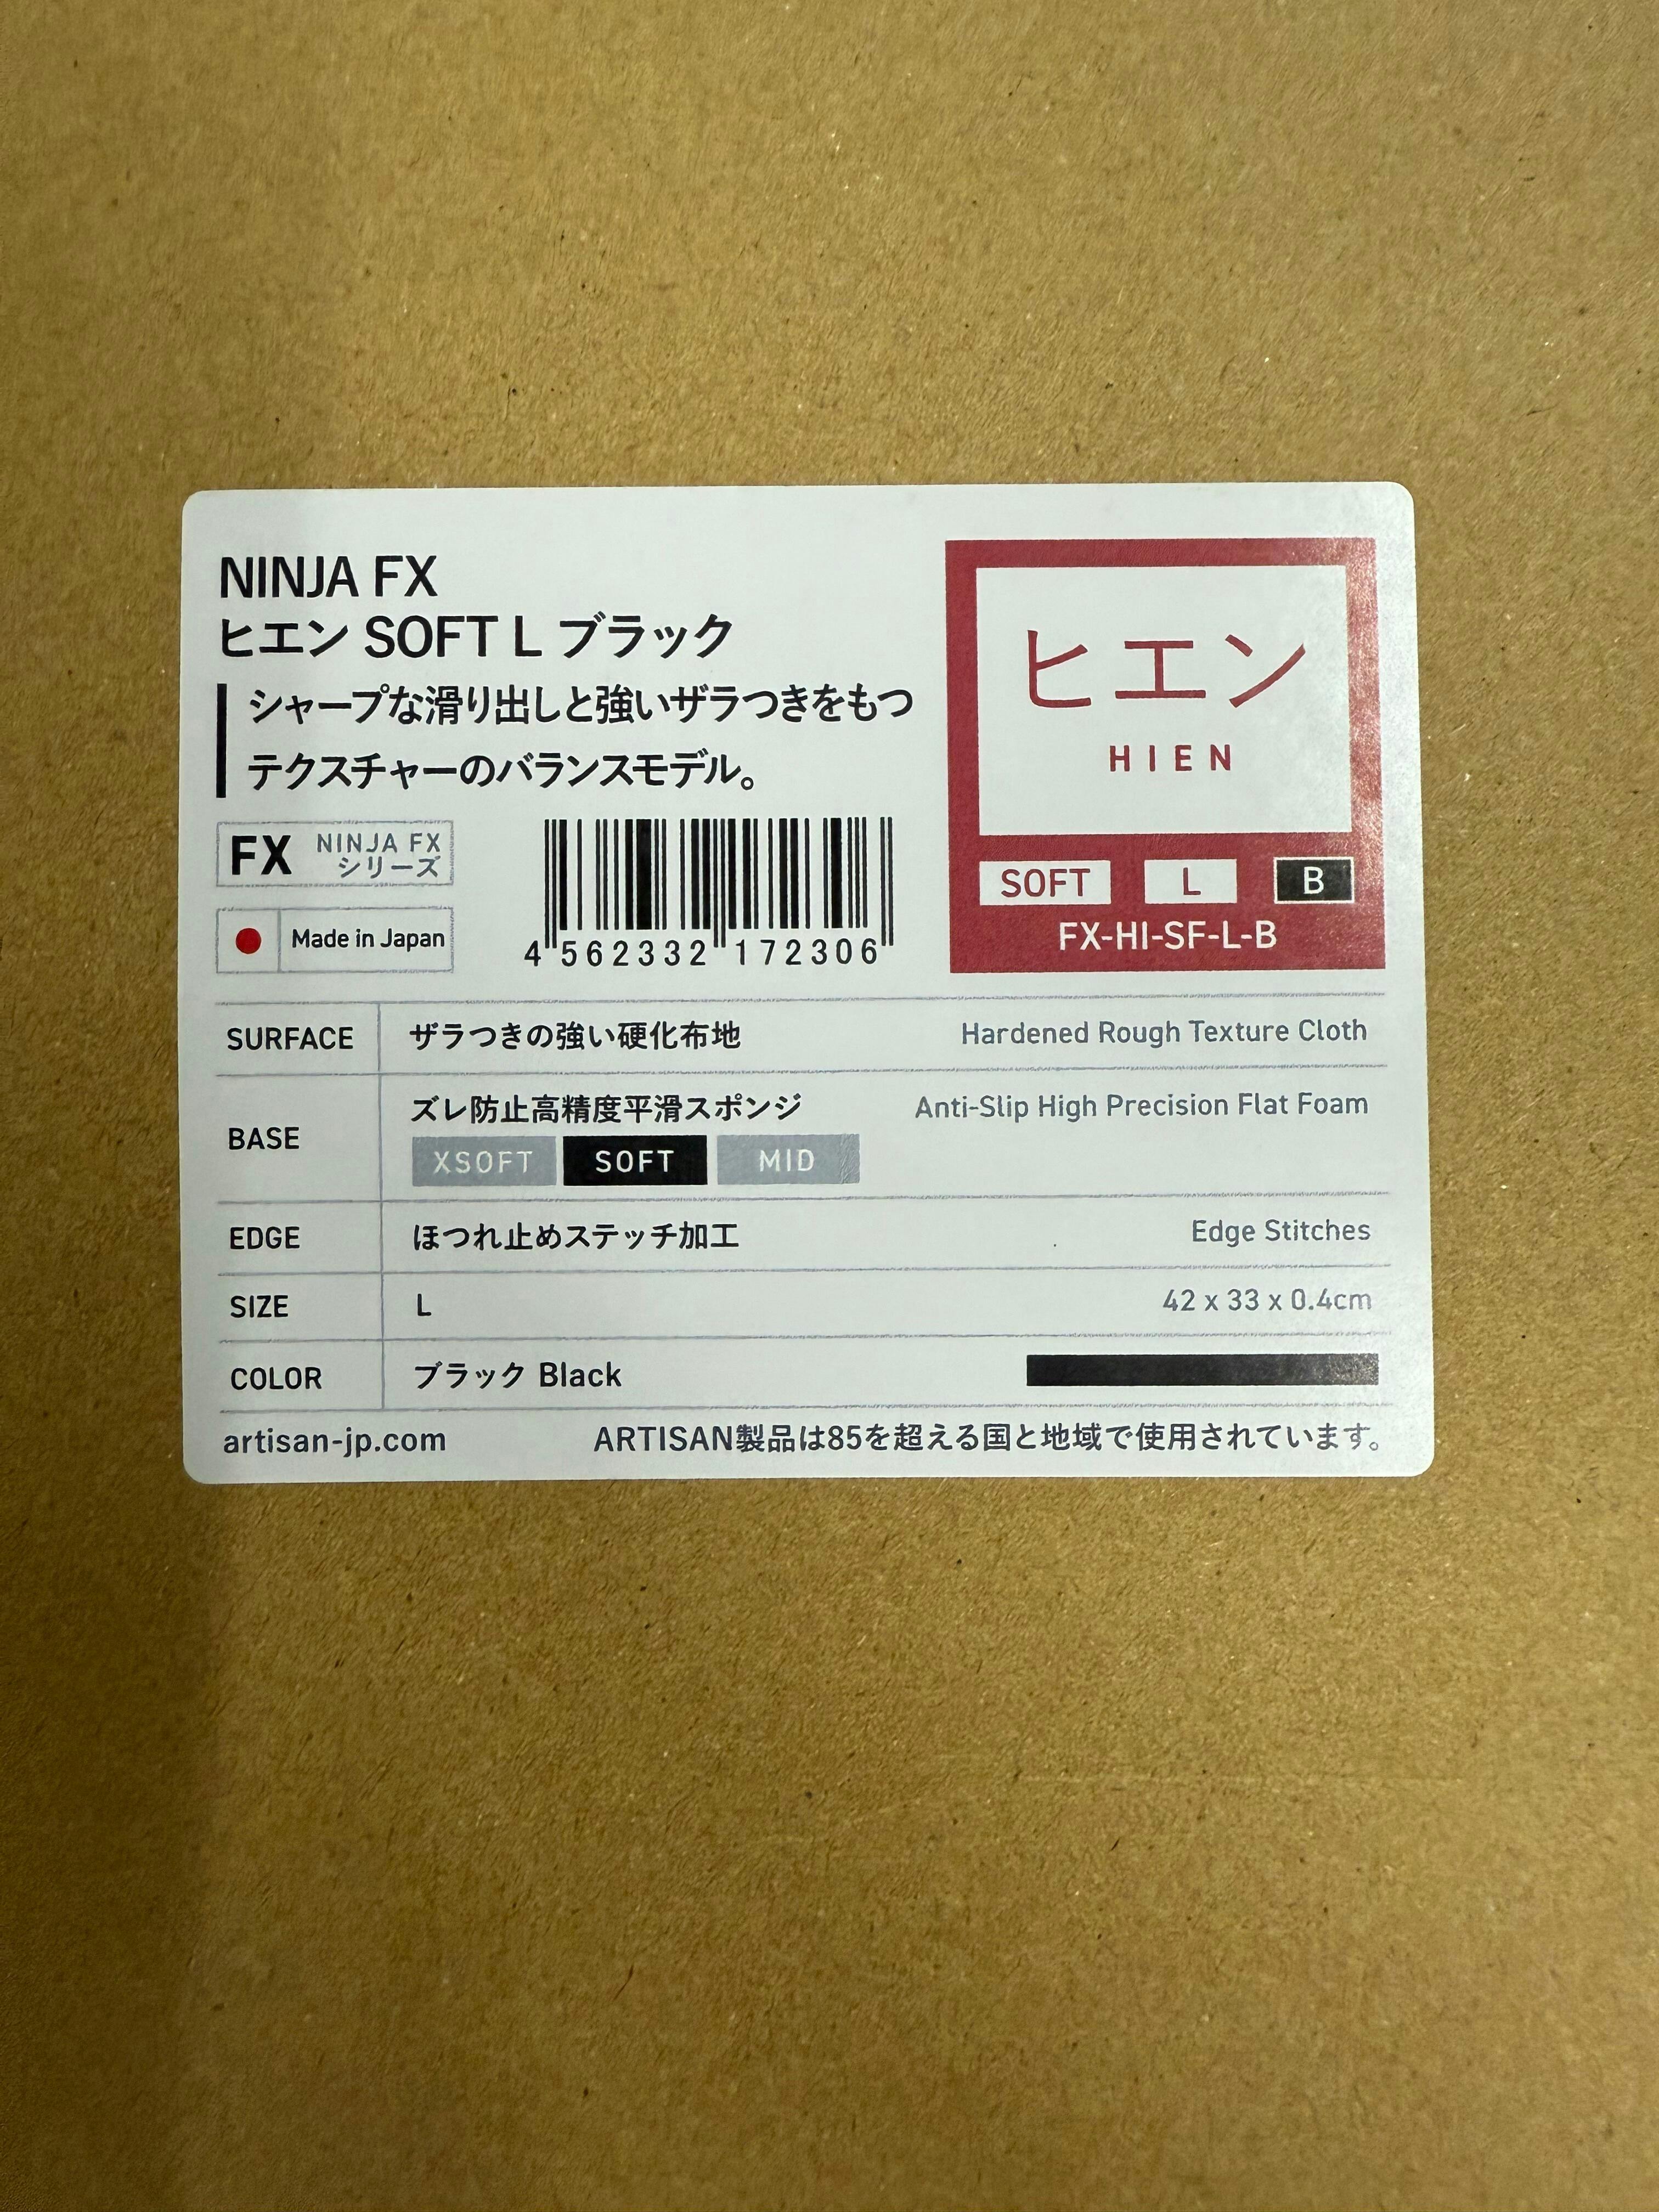 NINJA FX
ヒエン SOFT L ブラック
シャープな滑り出しと強いザラつきをもつ
テクスチャーのバランスモデル。
FX NINJA FX
シリーズ
Made in Japan
4 562332 172306
ヒエン
HIEN
SOFT L B
FX-HI-SF-L-B
SURFACE ザラつきの強い硬化布地 Hardened Rough Texture Cloth
BASE ズレ防止高精度平滑スポンジ Anti-Slip High Precision Flat Foam
XSOFT SOFT MID
EDGE ほつれ止めステッチ加工 Edge Stitches
SIZE L 42 x 33 x 0.4cm
COLOR ブラック Black
artisan-jp.com ARTISAN製品は85を超える国と地域で使用されています。